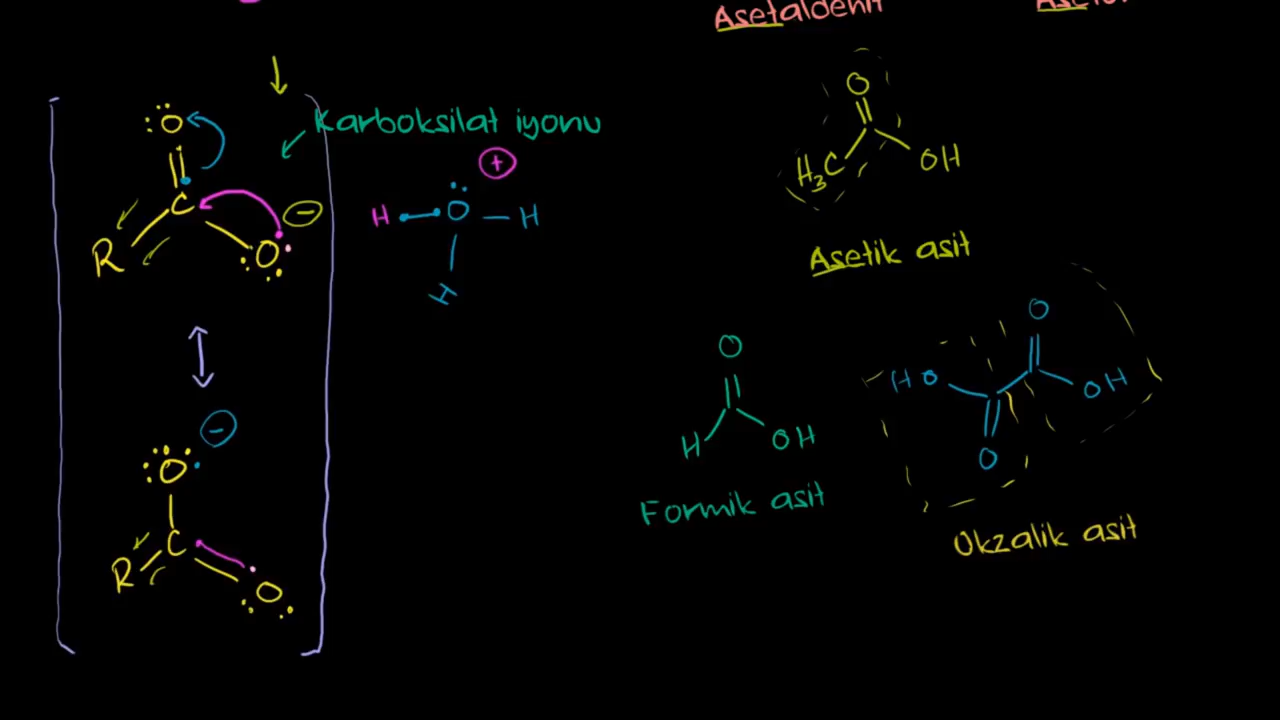 Asetaldehit
Karboksilat iyonu
O
C
R
O
−
+
H O H
H
−
O
C
R
O
O
H₃C
OH
Asetik asit
O
H
OH
Formik asit
O
HO
OH
O
Okzalik asit